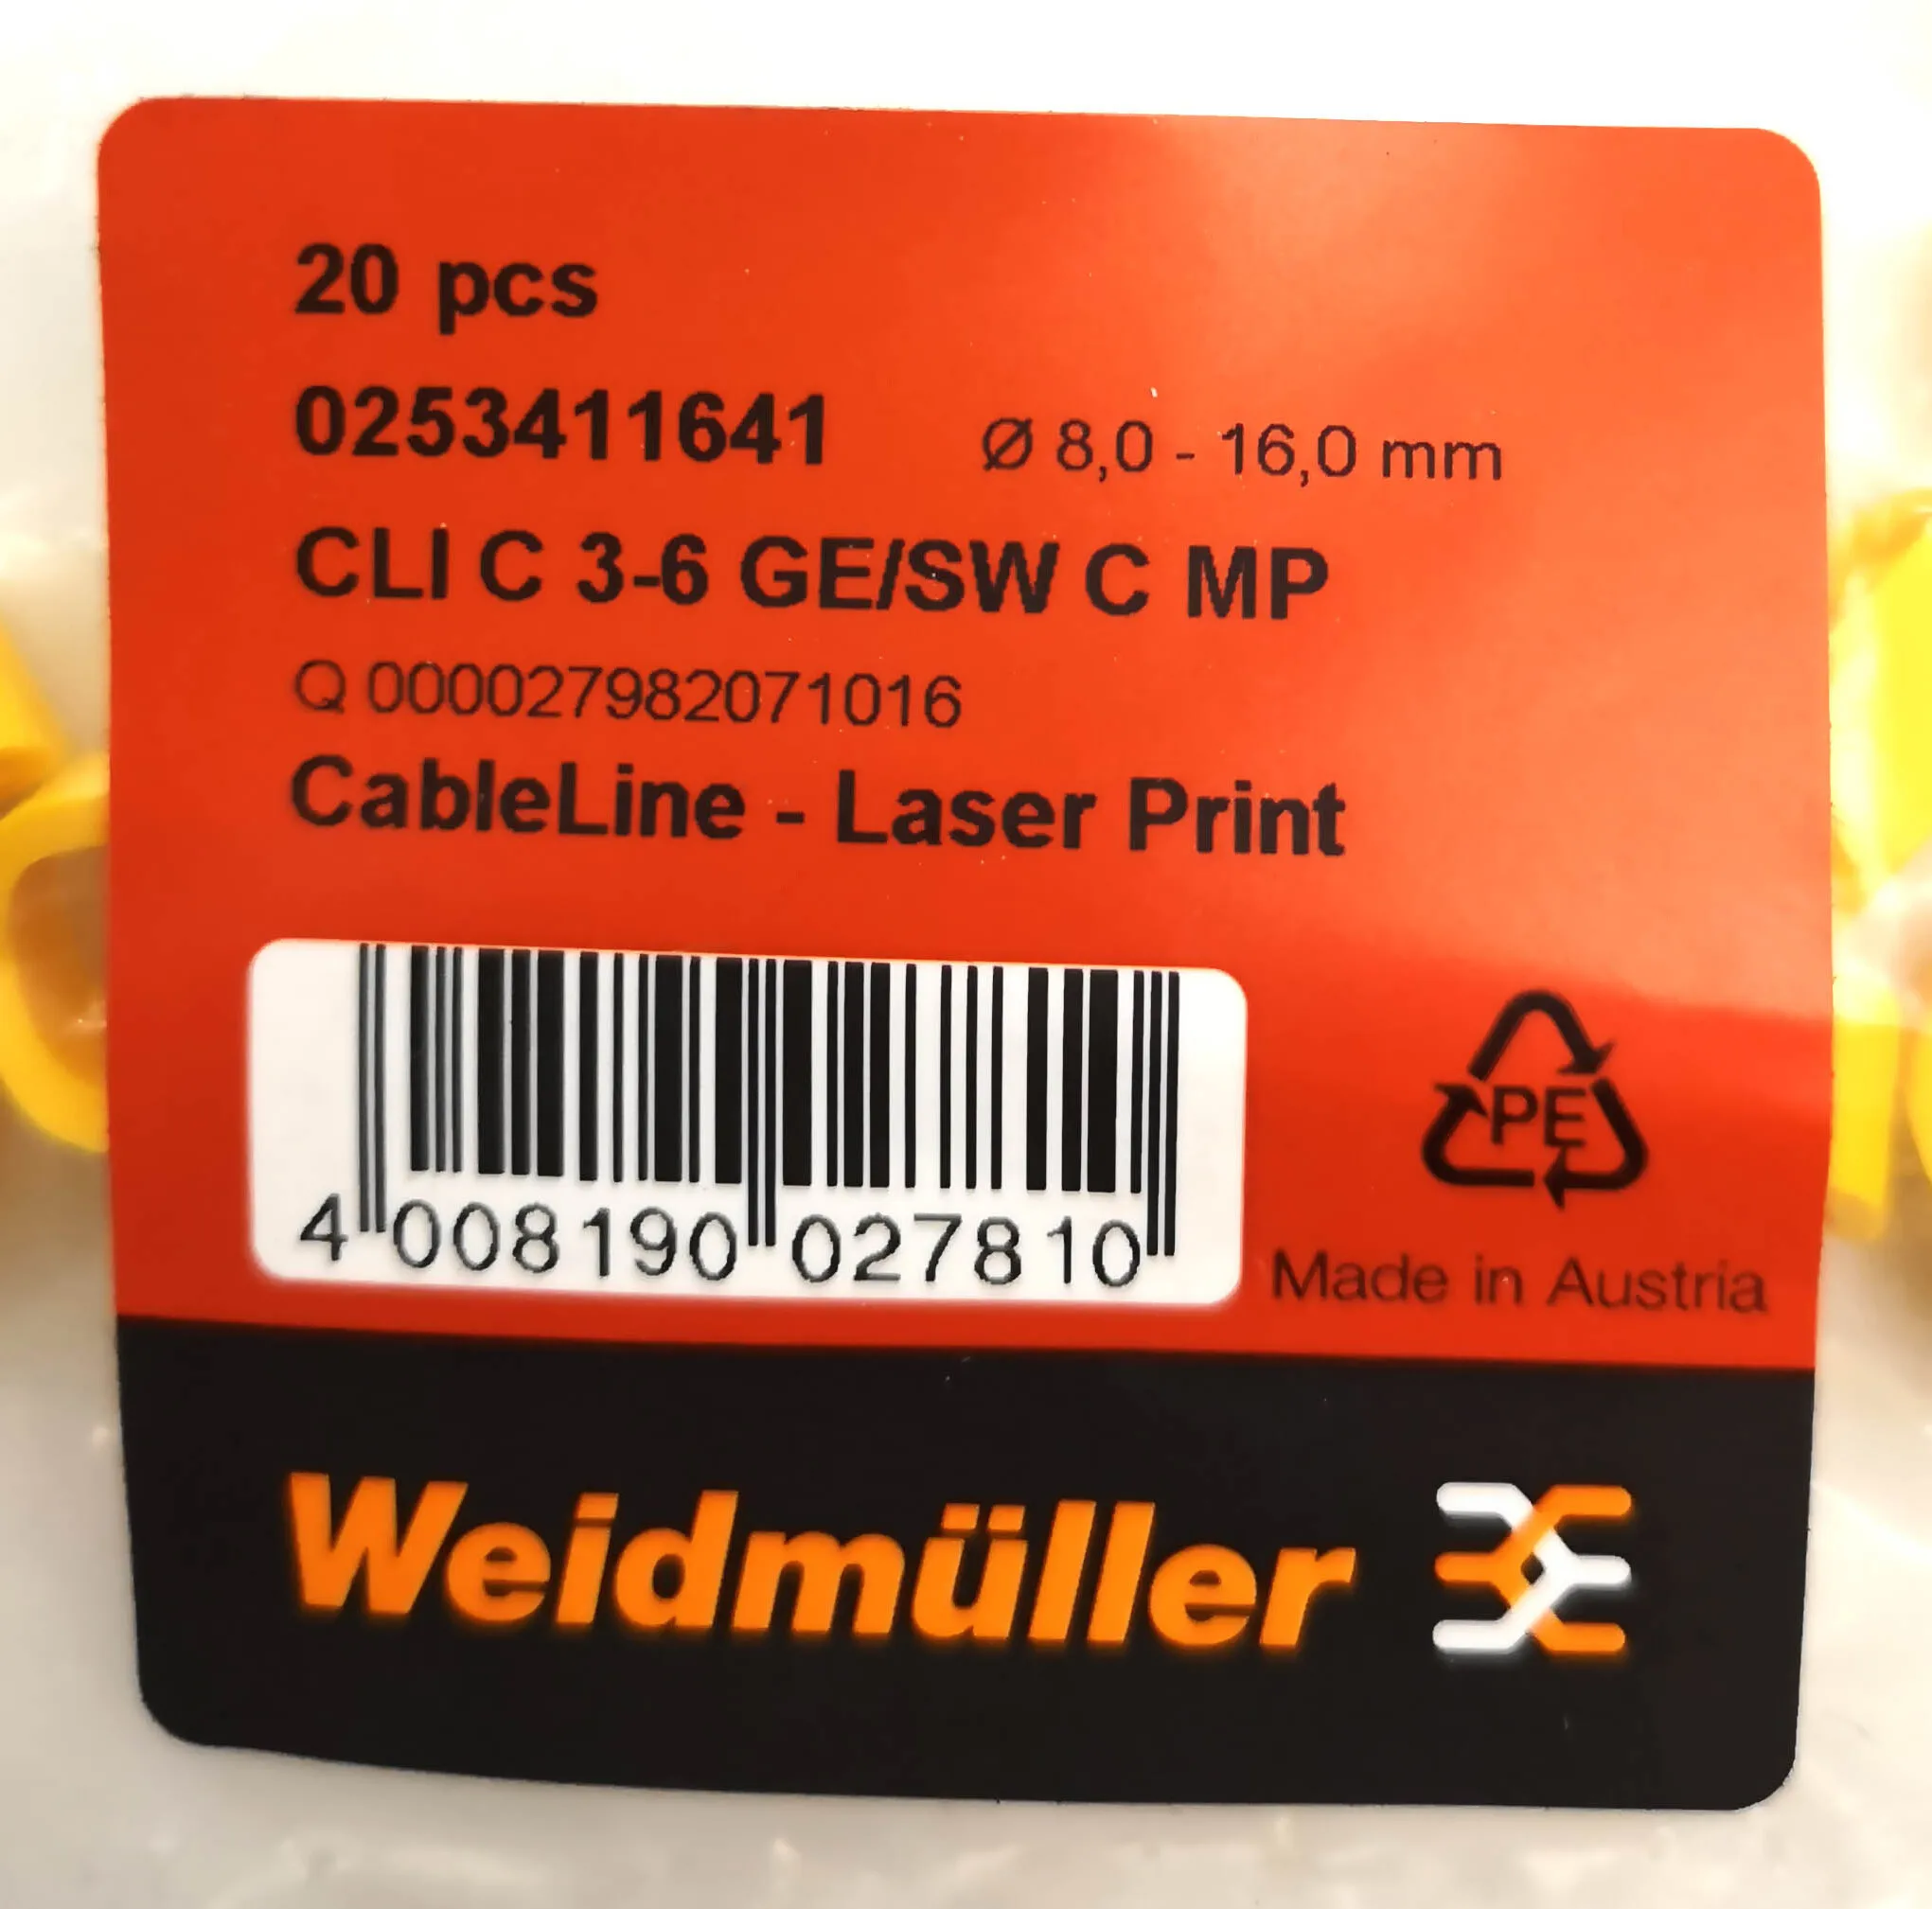 20 pcs
0253411641 Ø 8,0 - 16,0 mm
CLI C 3-6 GE/SW C MP
Q 000027982071016
CableLine - Laser Print
4 008190 027810
PE
Made in Austria
Weidmüller